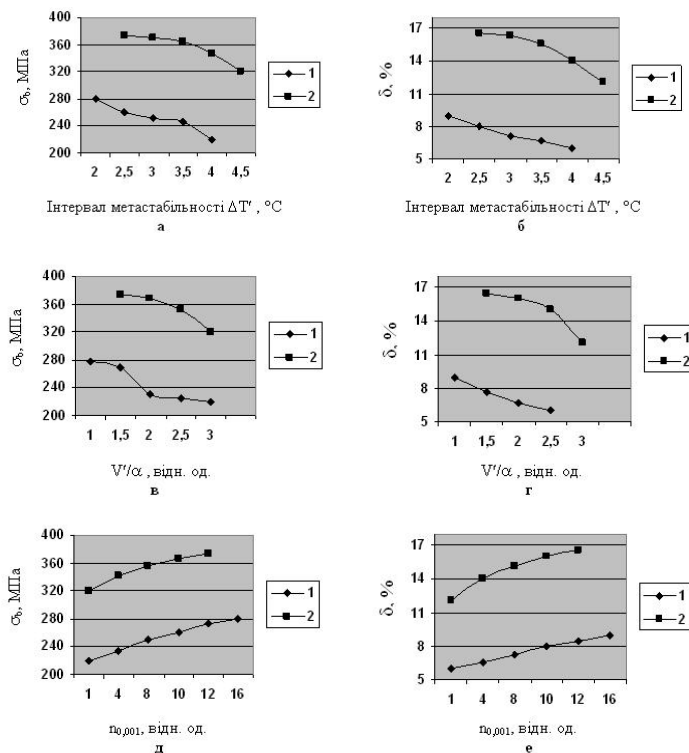 σb, МПа
400
360
320
280
240
200
2 2,5 3 3,5 4 4,5
1
2
Інтервал метастабільності ΔT′ , °C
а
δ, %
17
14
11
8
5
2 2,5 3 3,5 4 4,5
1
2
Інтервал метастабільності ΔT′ , °C
б
σb, МПа
400
360
320
280
240
200
1 1,5 2 2,5 3
1
2
V′/α , відн. од.
в
δ, %
17
14
11
8
5
1 1,5 2 2,5 3
1
2
V′/α , відн. од.
г
σb, МПа
400
360
320
280
240
200
1 4 8 10 12 16
1
2
n0,001, відн. од.
д
δ, %
17
14
11
8
5
1 4 8 10 12 16
1
2
n0,001, відн. од.
е